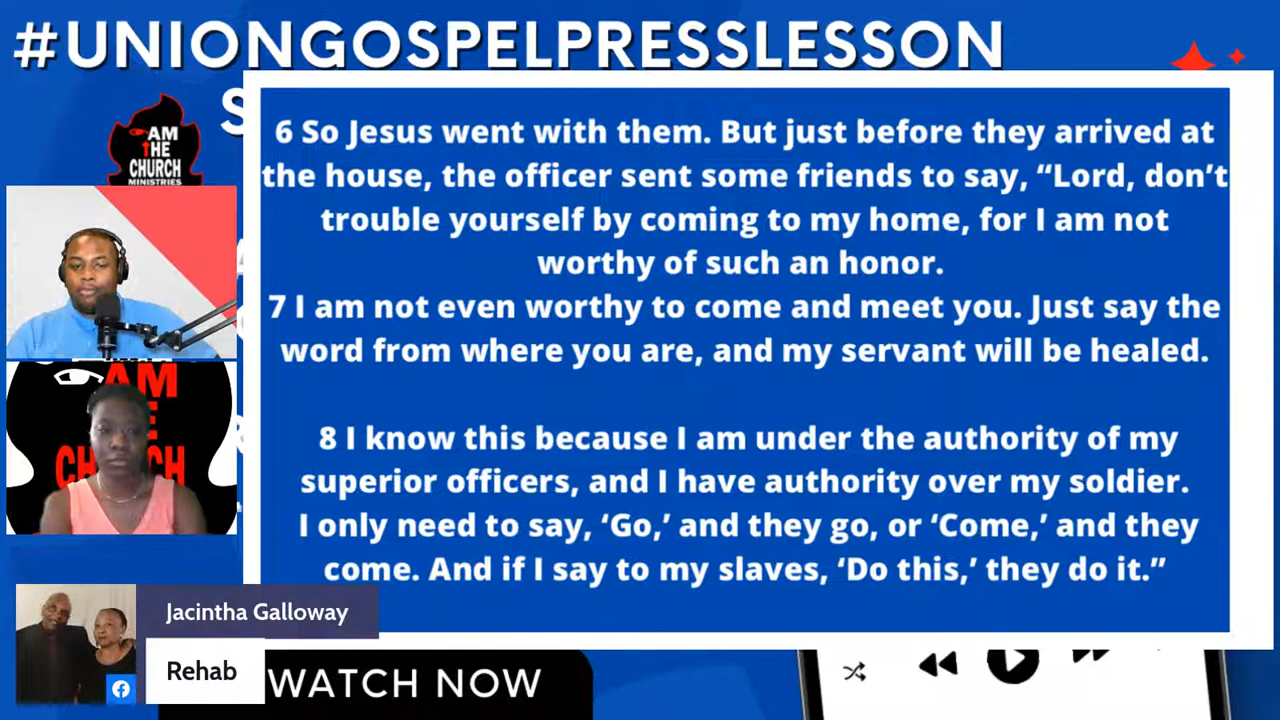 #UNIONGOSPELPRESSLESSON
S
AM
THE
CHURCH
MINISTRIES
6 So Jesus went with them. But just before they arrived at
the house, the officer sent some friends to say, “Lord, don’t
trouble yourself by coming to my home, for I am not
worthy of such an honor.
7 I am not even worthy to come and meet you. Just say the
word from where you are, and my servant will be healed.
8 I know this because I am under the authority of my
superior officers, and I have authority over my soldier.
I only need to say, ‘Go,’ and they go, or ‘Come,’ and they
come. And if I say to my slaves, ‘Do this,’ they do it.”
AM
CH CH
Jacintha Galloway
Rehab
WATCH NOW